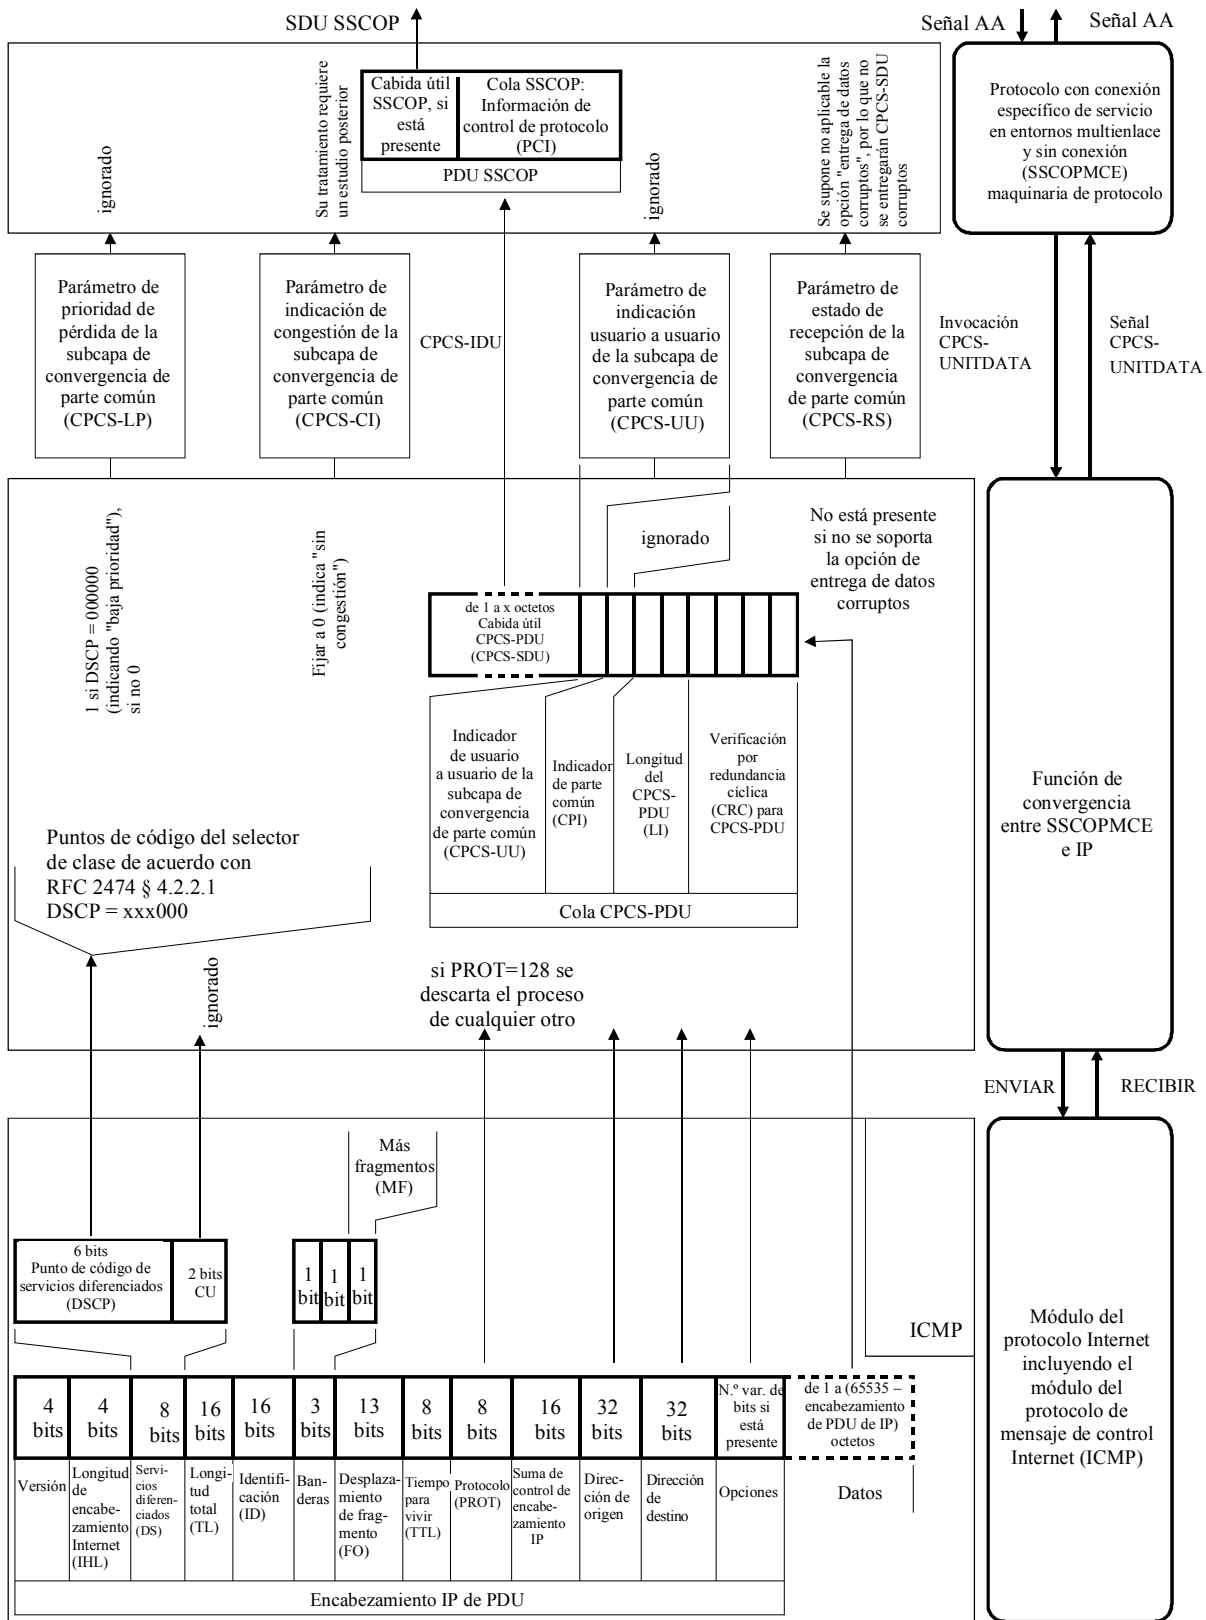 SDU SSCOP
Señal AA
Señal AA
Cabida útil
SSCOP, si
está
presente
Cola SSCOP:
Información de
control de protocolo
(PCI)
PDU SSCOP
ignorado
Su tratamiento requiere
un estudio posterior
ignorado
Se supone no aplicable la
opción "entrega de datos
corruptos", por lo que no
se entregarán CPCS-SDU
corruptos
Protocolo con conexión
específico de servicio
en entornos multienlace
y sin conexión
(SSCOPMCE)
maquinaria de protocolo
Parámetro de
prioridad de
pérdida de la
subcapa de
convergencia de
parte común
(CPCS-LP)
Parámetro de
indicación de
congestión de la
subcapa de
convergencia de
parte común
(CPCS-CI)
CPCS-IDU
Parámetro de
indicación
usuario a usuario
de la subcapa de
convergencia de
parte común
(CPCS-UU)
Parámetro de
estado de
recepción de la
subcapa de
convergencia
de parte común
(CPCS-RS)
Invocación
CPCS-
UNITDATA
Señal
CPCS-
UNITDATA
1 si DSCP = 000000
(indicando "baja prioridad"),
si no 0
Fijar a 0 (indica "sin
congestión")
ignorado
No está presente
si no se soporta
la opción de
entrega de datos
corruptos
de 1 a x octetos
Cabida útil
CPCS-PDU
(CPCS-SDU)
Indicador
de usuario
a usuario de la
subcapa de
convergencia
de parte común
(CPCS-UU)
Indicador
de parte
común
(CPI)
Longitud
del
CPCS-
PDU
(LI)
Verificación
por
redundancia
cíclica
(CRC) para
CPCS-PDU
Cola CPCS-PDU
Función de
convergencia
entre SSCOPMCE
e IP
Puntos de código del selector
de clase de acuerdo con
RFC 2474 § 4.2.2.1
DSCP = xxx000
ignorado
si PROT=128 se
descarta el proceso
de cualquier otro
ENVIAR
RECIBIR
Más
fragmentos
(MF)
6 bits
Punto de código de
servicios diferenciados
(DSCP)
2 bits
CU
1
bit
1
bit
1
bit
ICMP
Módulo del
protocolo Internet
incluyendo el
módulo del
protocolo de
mensaje de control
Internet (ICMP)
4
bits
4
bits
8
bits
16
bits
16
bits
3
bits
13
bits
8
bits
8
bits
16
bits
32
bits
32
bits
N.º var. de
bits si
está
presente
de 1 a (65535 –
encabezamiento
de PDU de IP)
octetos
Versión
Longitud
de
encabe-
zamiento
Internet
(IHL)
Servi-
cios
diferen-
ciados
(DS)
Longi-
tud
total
(TL)
Identifi-
cación
(ID)
Ban-
deras
Desplaza-
miento
de frag-
mento
(FO)
Tiempo
para
vivir
(TTL)
Protocolo
(PROT)
Suma de
control de
encabe-
zamiento
IP
Direc-
ción de
origen
Dirección
de
destino
Opciones
Datos
Encabezamiento IP de PDU